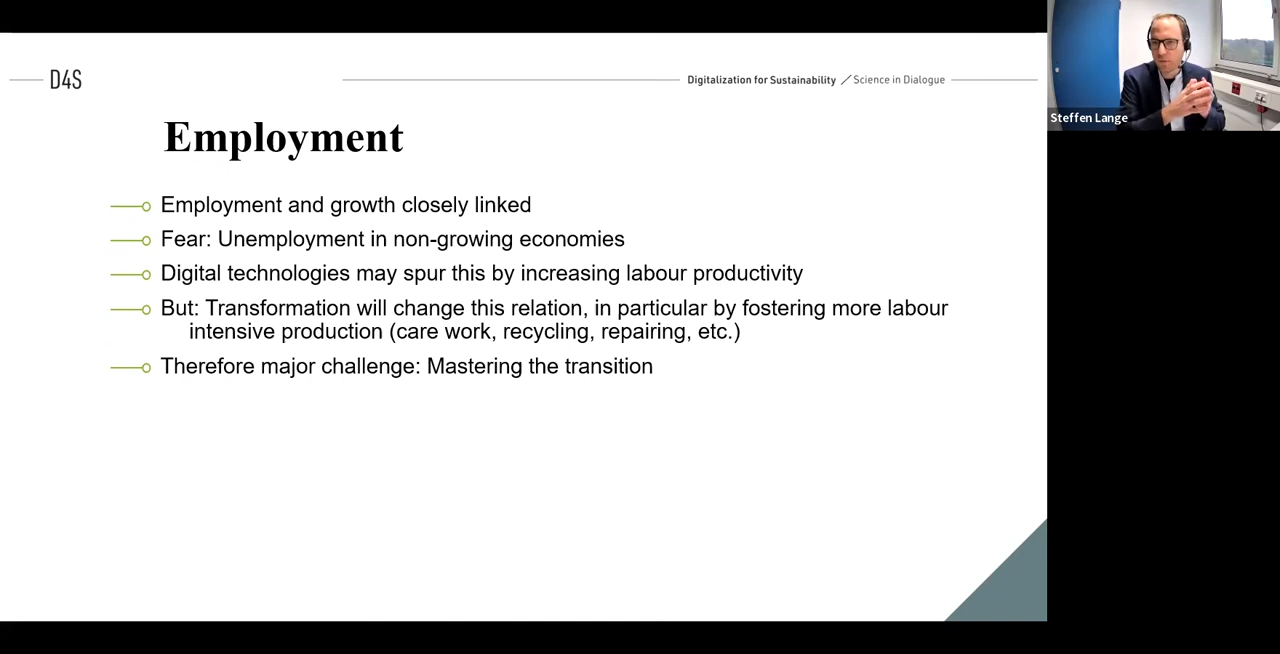 D4S
Digitalization for Sustainability / Science in Dialogue
Steffen Lange
Employment
Employment and growth closely linked
Fear: Unemployment in non-growing economies
Digital technologies may spur this by increasing labour productivity
But: Transformation will change this relation, in particular by fostering more labour
intensive production (care work, recycling, repairing, etc.)
Therefore major challenge: Mastering the transition